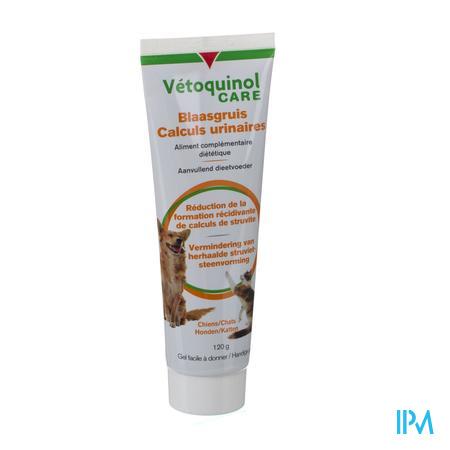 Vétoquinol
CARE
Blaasgruis
Calculs urinaires
Aliment complémentaire
diététique
Aanvullend dieetvoeder
Réduction de la
formation récidivante
de calculs de struvite
Vermindering van
herhaalde struviet-
steenvorming
Chiens/Chats
Honden/Katten
120 g
Gel facile à donner /
IPM